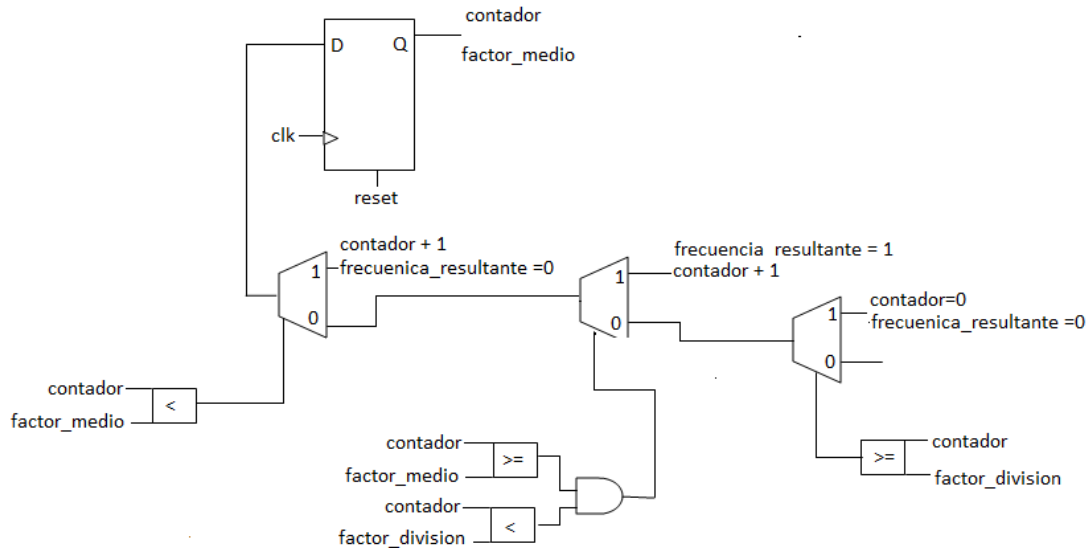 contador
D
Q
factor_medio
clk
reset
contador + 1
1
frecuenica_resultante =0
0
frecuencia resultante = 1
1
contador + 1
0
contador=0
1
frecuenica_resultante =0
0
contador
<
factor_medio
contador
>=
factor_medio
contador
<
factor_division
contador
>=
factor_division